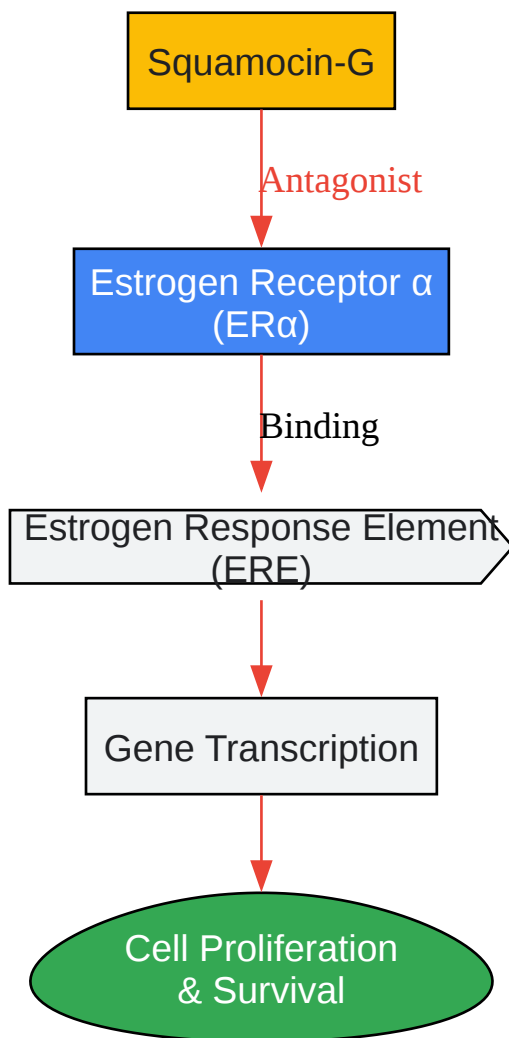 Squamocin-G
Antagonist
Estrogen Receptor α
(ERα)
Binding
Estrogen Response Element
(ERE)
Gene Transcription
Cell Proliferation
& Survival